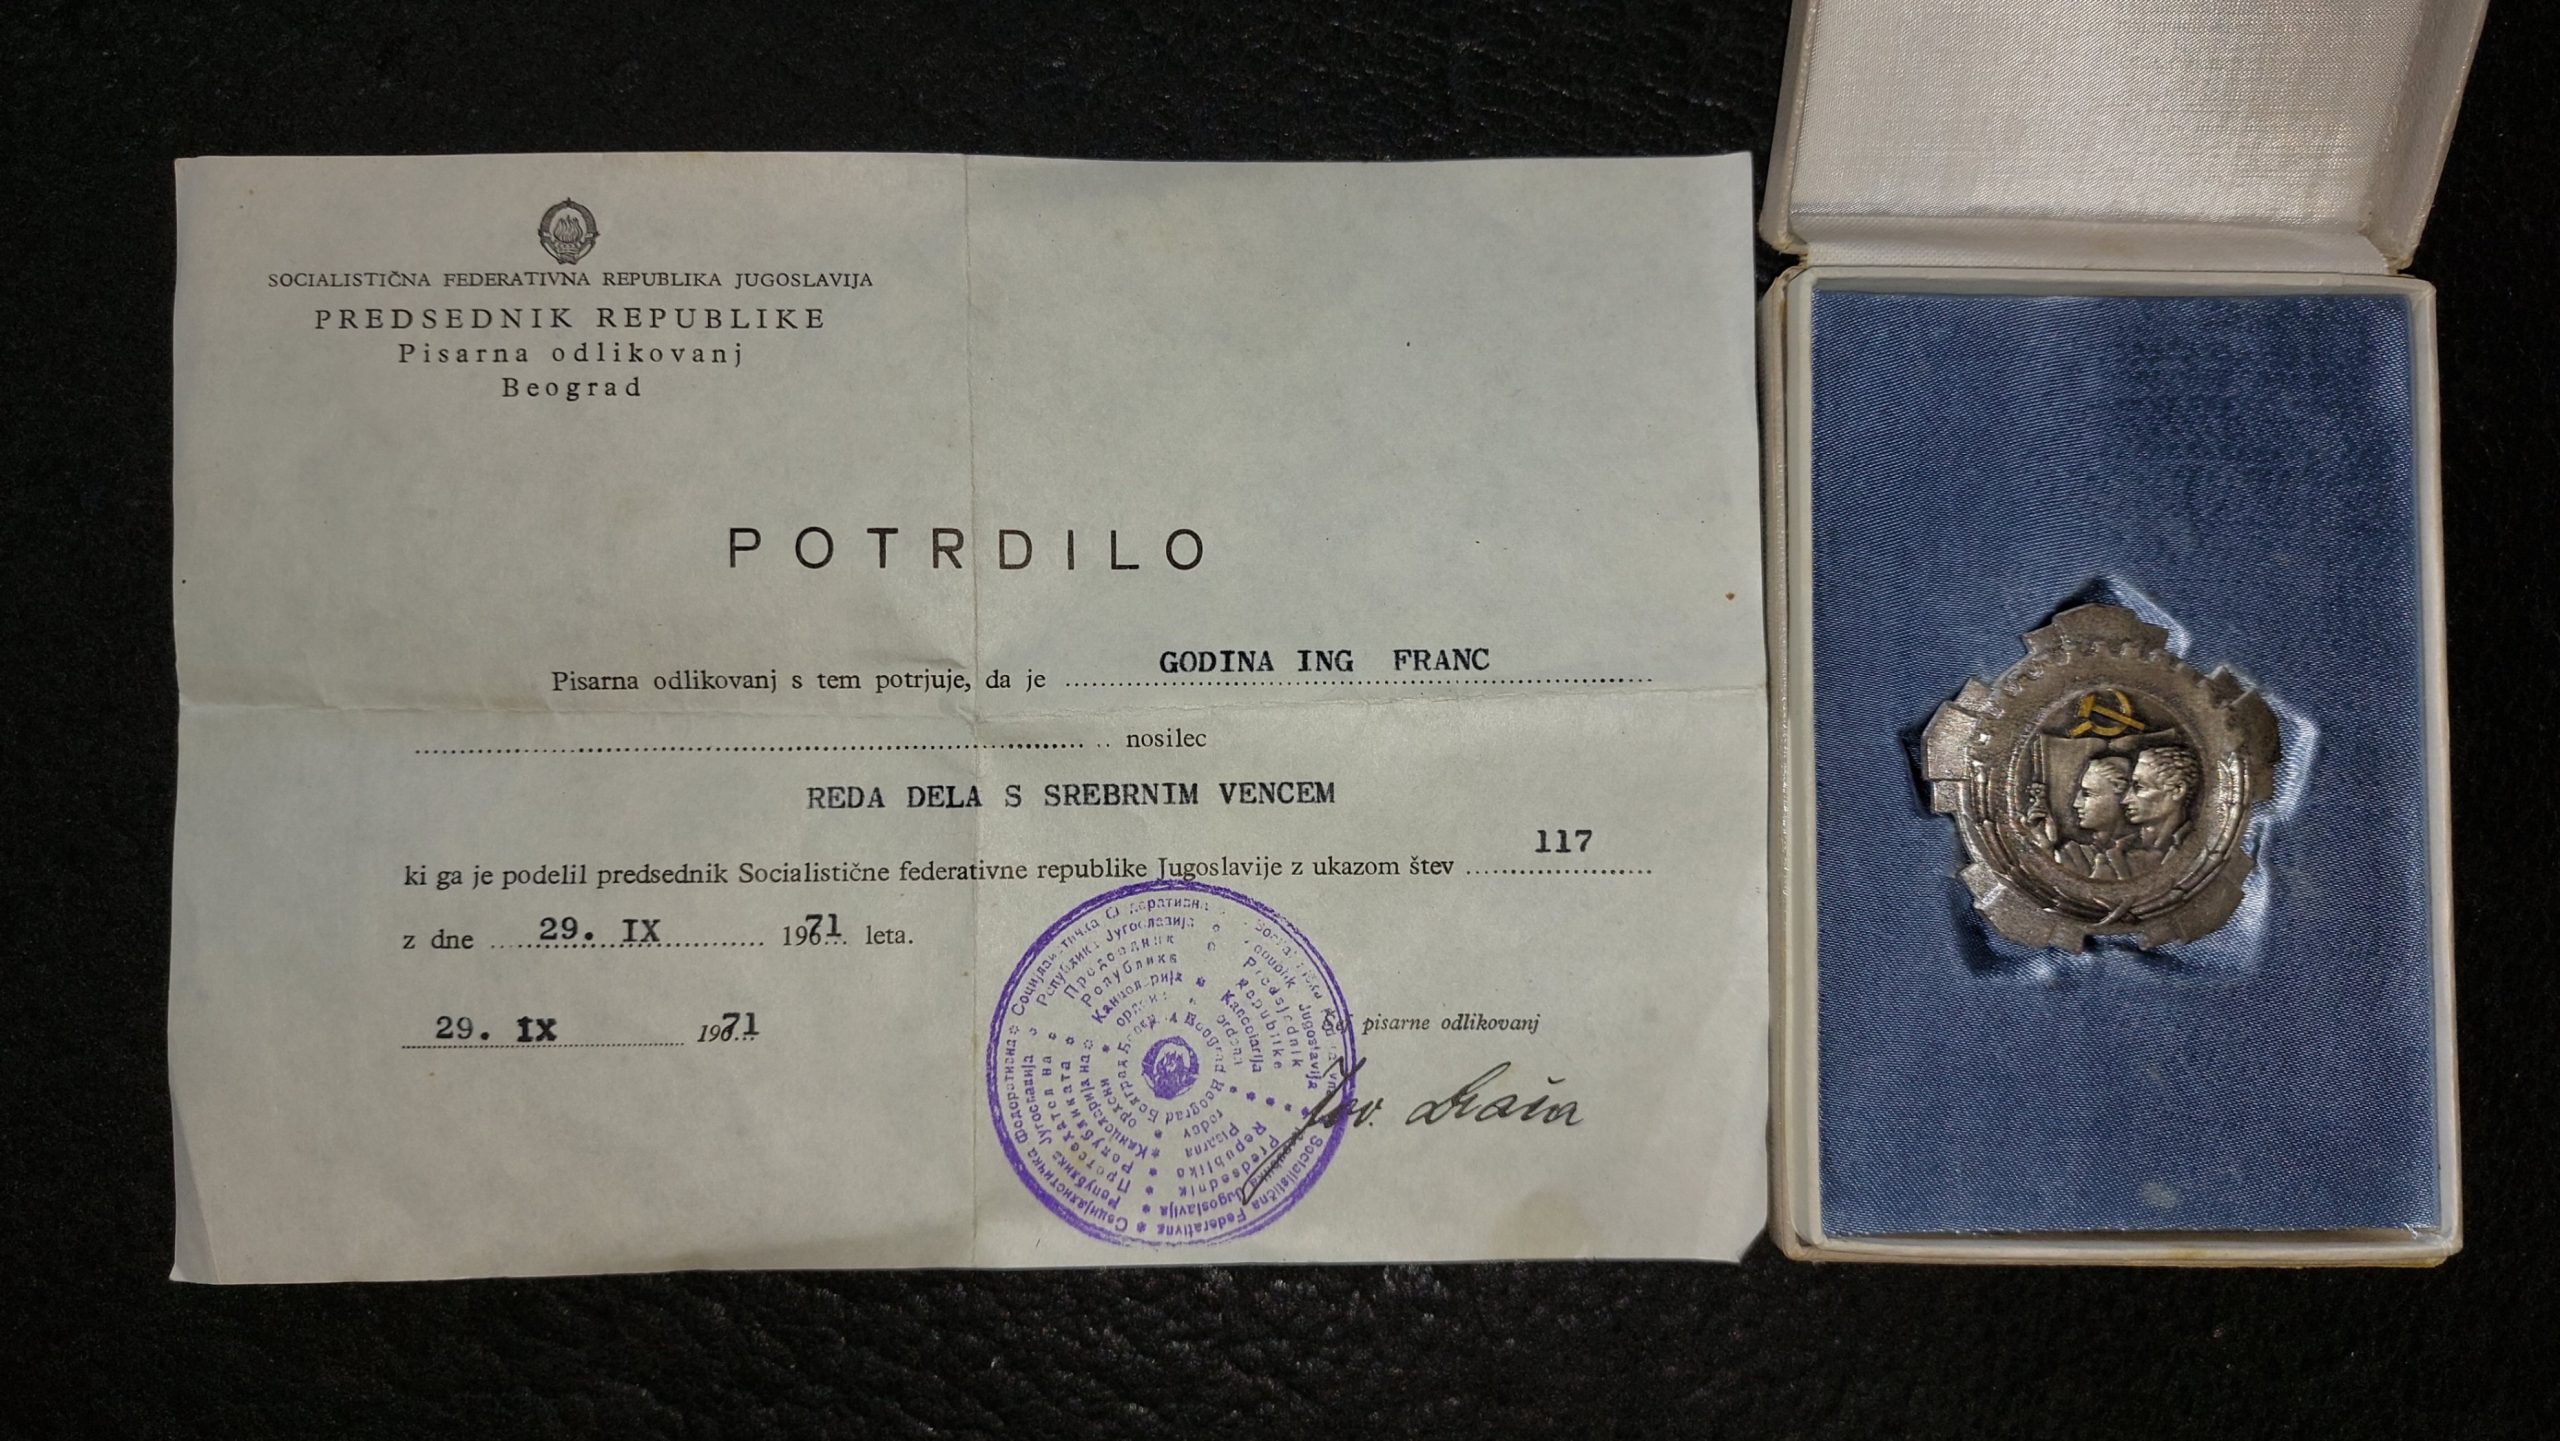 SOCIALISTIČNA FEDERATIVNA REPUBLIKA JUGOSLAVIJA
PREDSEDNIK REPUBLIKE
Pisarna odlikovanj
Beograd
POTRDILO
Pisarna odlikovanj s tem potrjuje, da je GODINA ING FRANC
nosilec
REDA DELA S SREBRNIM VENCEM
ki ga je podelil predsednik Socialistične federativne republike Jugoslavije z ukazom štev 117
z dne 29. IX 1971 leta.
29. IX 1971
Šef pisarne odlikovanj